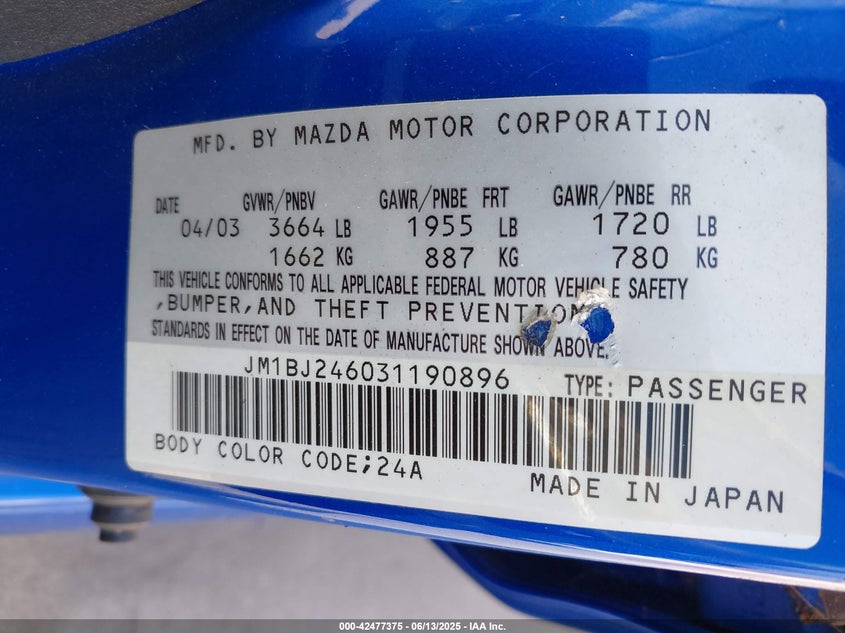 MFD. BY MAZDA MOTOR CORPORATION
DATE GVWR/PNBV GAWR/PNBE FRT GAWR/PNBE RR
04/03 3664 LB 1955 LB 1720 LB
1662 KG 887 KG 780 KG
THIS VEHICLE CONFORMS TO ALL APPLICABLE FEDERAL MOTOR VEHICLE SAFETY
,BUMPER,AND THEFT PREVENTION
STANDARDS IN EFFECT ON THE DATE OF MANUFACTURE SHOWN ABOVE.
JM1BJ246031190896 TYPE: PASSENGER
BODY COLOR CODE;24A
MADE IN JAPAN
000-42477375 - 06/13/2025 - IAA Inc.